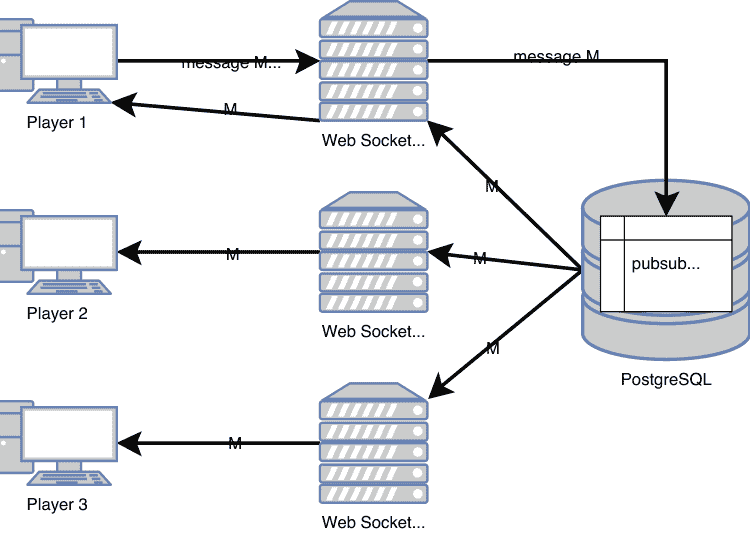 message M...
message M
M
Player 1
Web Socket...
M
pubsub...
M
M
Player 2
Web Socket...
M
PostgreSQL
M
Player 3
Web Socket...